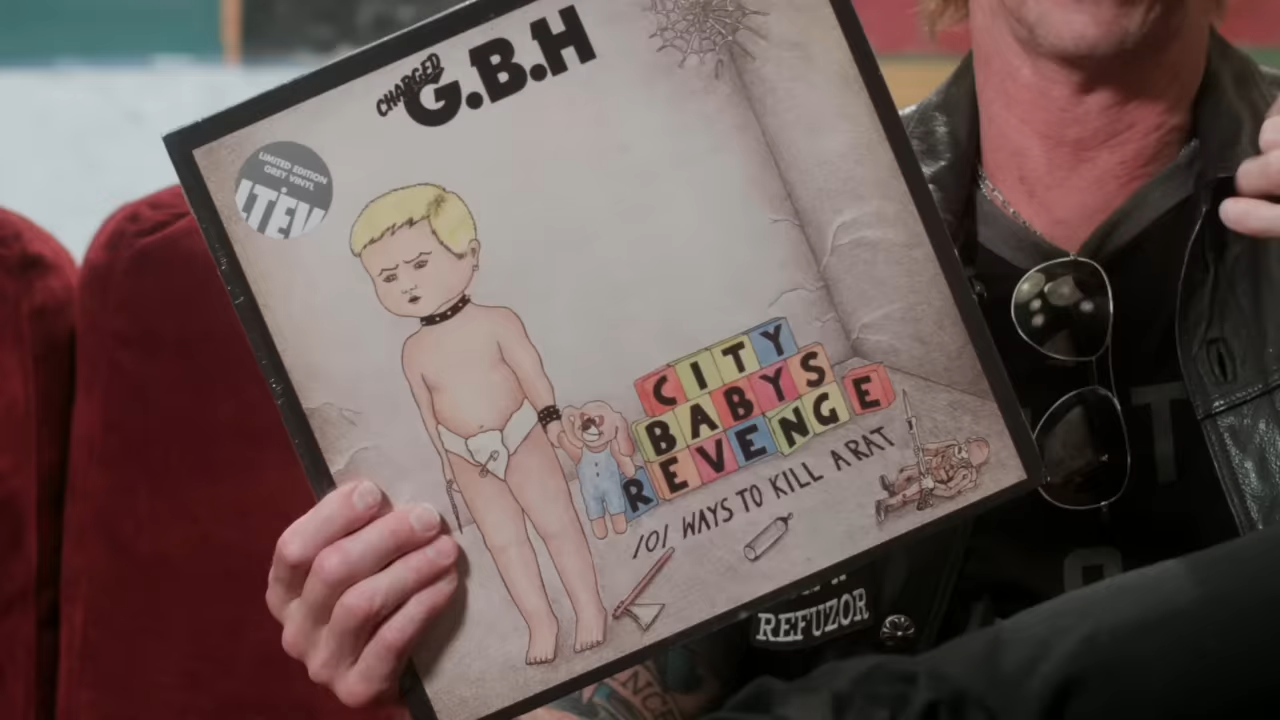 CHARGED
G.B.H
LIMITED EDITION
GREY VINYL
CITY
BABYS
REVENGE
101 WAYS TO KILL A RAT
REFUZOR